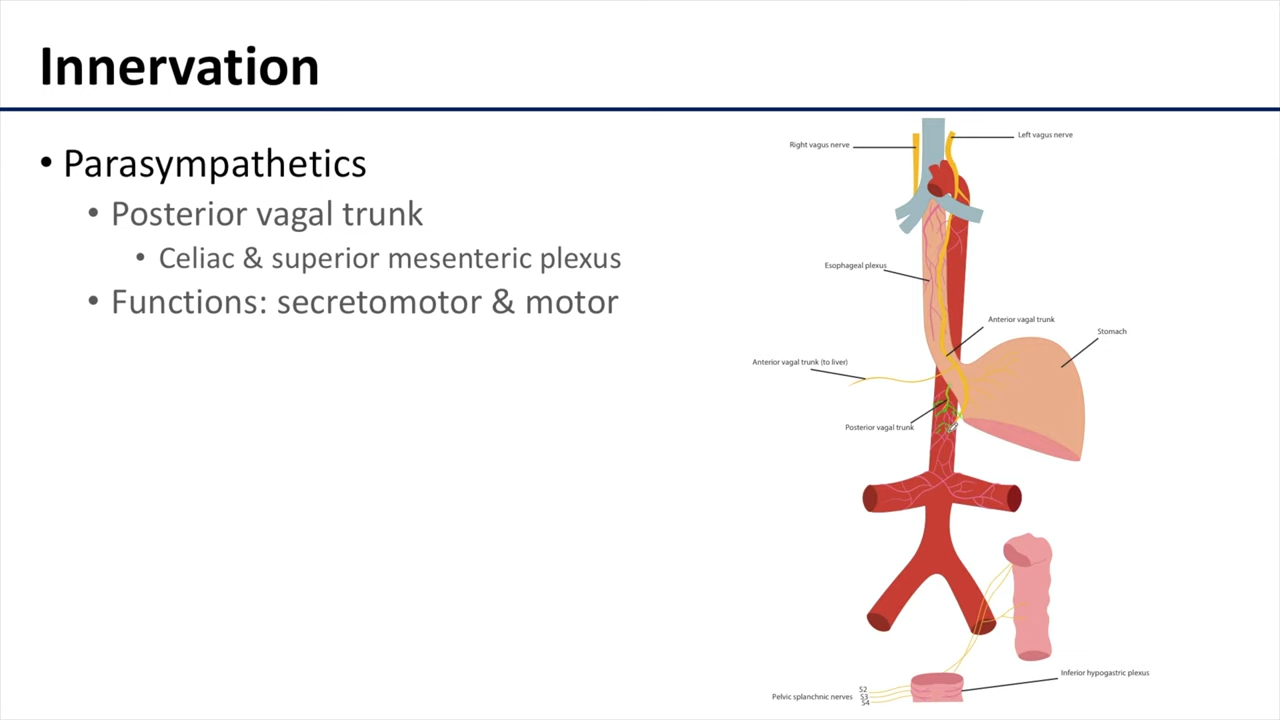 Innervation
• Parasympathetics
• Posterior vagal trunk
• Celiac & superior mesenteric plexus
• Functions: secretomotor & motor
Left vagus nerve
Right vagus nerve
Esophageal plexus
Anterior vagal trunk
Stomach
Anterior vagal trunk (to liver)
Posterior vagal trunk
Inferior hypogastric plexus
Pelvic splanchnic nerves
S2
S3
S4